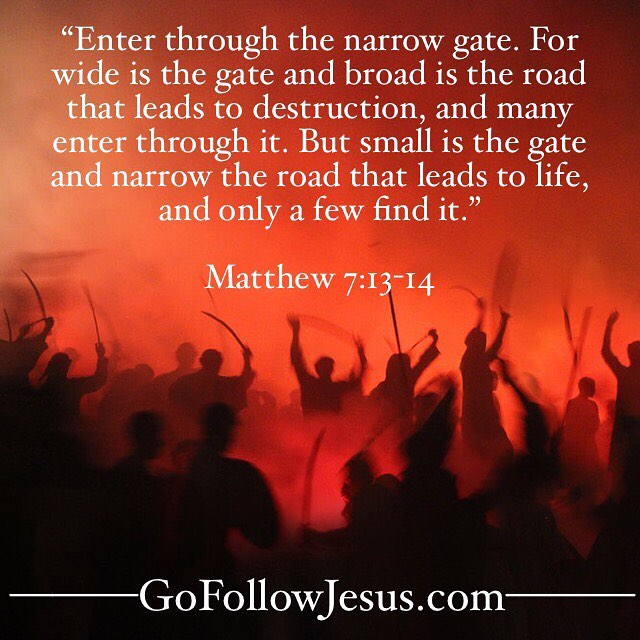 “Enter through the narrow gate. For
wide is the gate and broad is the road
that leads to destruction, and many
enter through it. But small is the gate
and narrow the road that leads to life,
and only a few find it.”
Matthew 7:13-14
GoFollowJesus.com